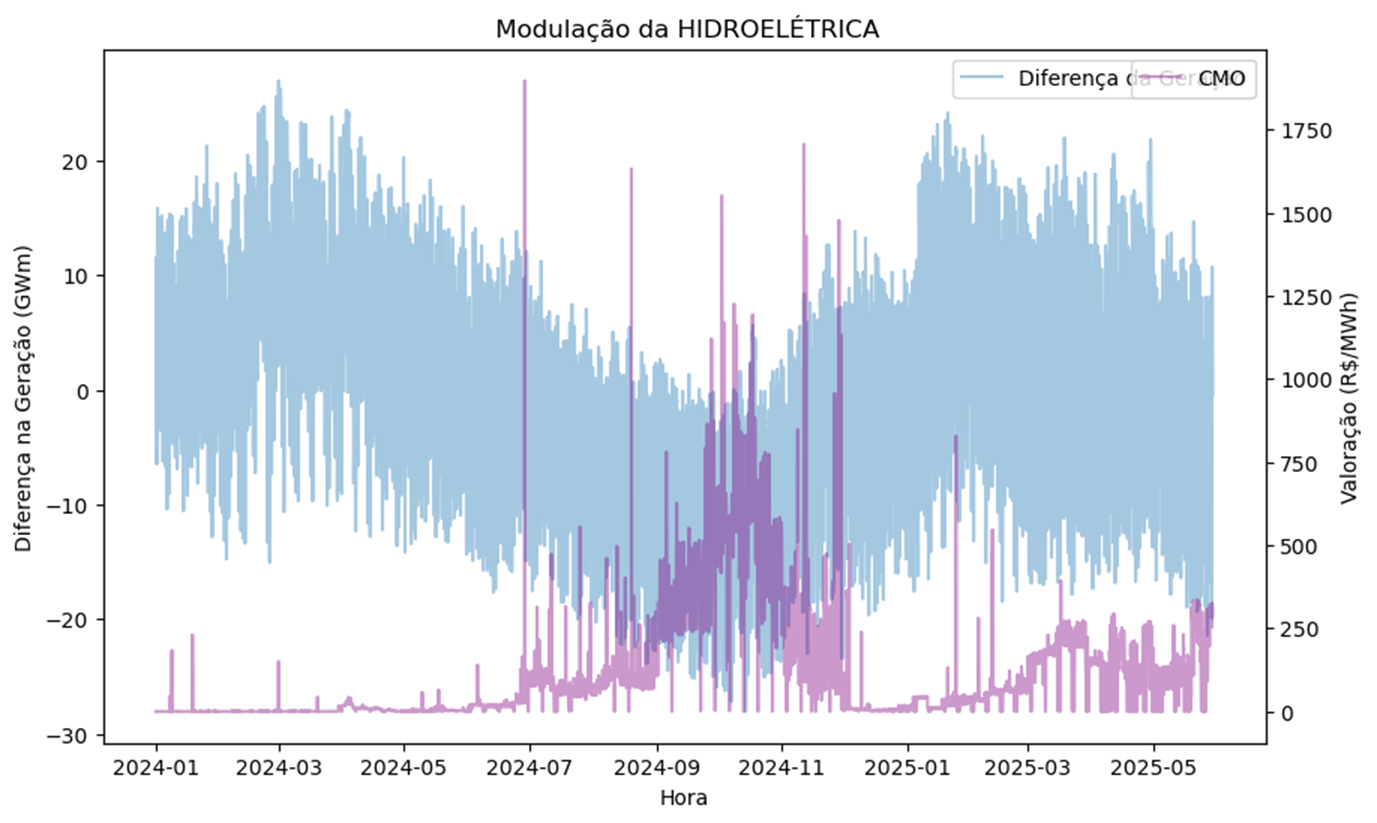 Modulação da HIDROELÉTRICA
Diferença da Geração
CMO
Diferença na Geração (GWm)
20
10
0
−10
−20
−30
1750
1500
1250
1000
750
500
250
0
Valoração (R$/MWh)
2024-01 2024-03 2024-05 2024-07 2024-09 2024-11 2025-01 2025-03 2025-05
Hora